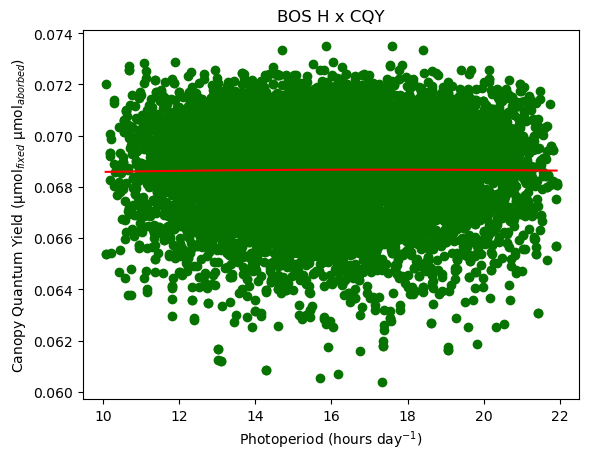 BOS H x CQY
0.074
0.072
0.070
0.068
0.066
0.064
0.062
0.060
Canopy Quantum Yield (μmol_fixed μmol_aborbed)
10 12 14 16 18 20 22
Photoperiod (hours day⁻¹)